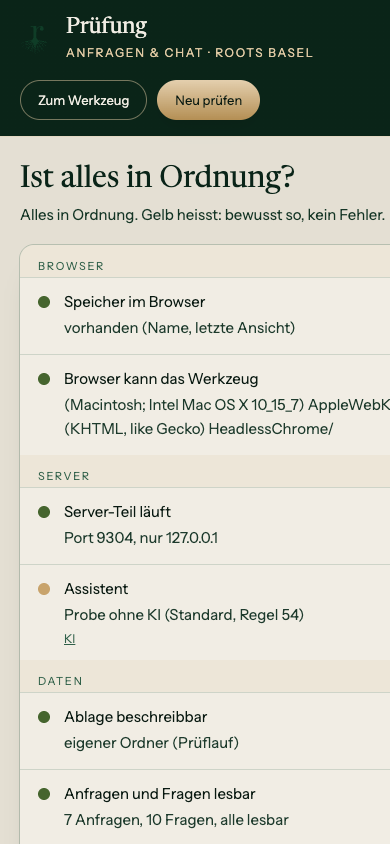 Prüfung
ANFRAGEN & CHAT · ROOTS BASEL
Zum Werkzeug
Neu prüfen
Ist alles in Ordnung?
Alles in Ordnung. Gelb heisst: bewusst so, kein Fehler.
BROWSER
Speicher im Browser
vorhanden (Name, letzte Ansicht)
Browser kann das Werkzeug
(Macintosh; Intel Mac OS X 10_15_7) AppleWebK
(KHTML, like Gecko) HeadlessChrome/
SERVER
Server-Teil läuft
Port 9304, nur 127.0.0.1
Assistent
Probe ohne KI (Standard, Regel 54)
KI
DATEN
Ablage beschreibbar
eigener Ordner (Prüflauf)
Anfragen und Fragen lesbar
7 Anfragen, 10 Fragen, alle lesbar